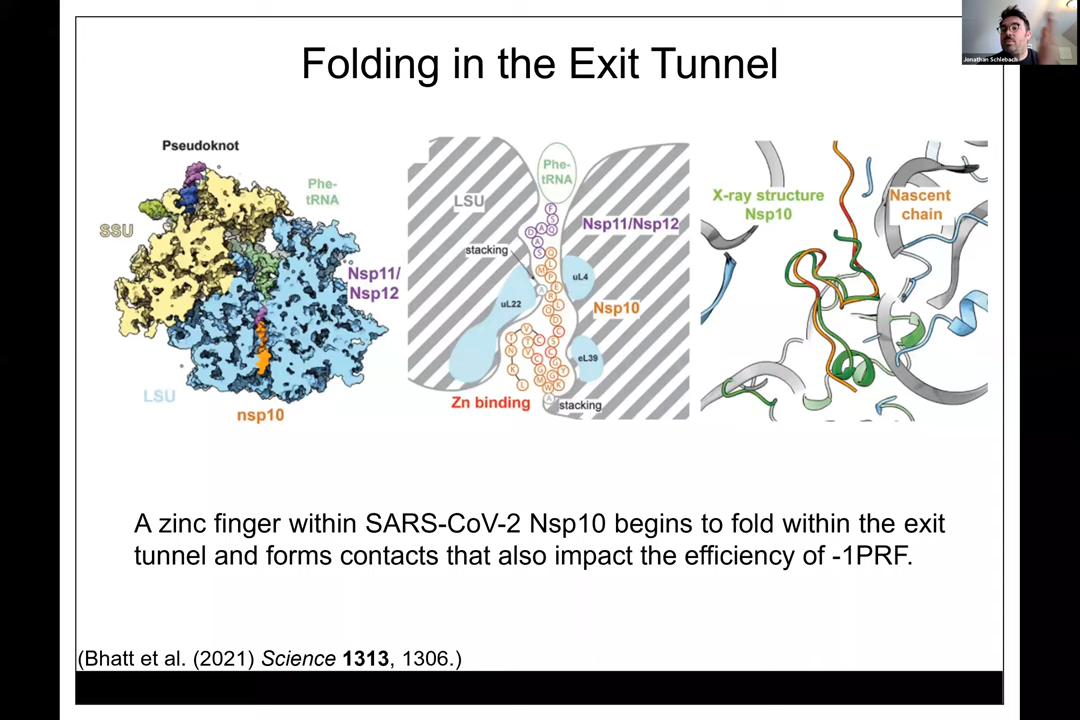 Folding in the Exit Tunnel
Jonathan Schlebach
Pseudoknot
Phe-
tRNA
SSU
Nsp11/
Nsp12
LSU
nsp10
Phe-
tRNA
LSU
Nsp11/Nsp12
stacking
uL4
uL22
Nsp10
eL39
Zn binding
stacking
X-ray structure
Nsp10
Nascent
chain
A zinc finger within SARS-CoV-2 Nsp10 begins to fold within the exit
tunnel and forms contacts that also impact the efficiency of -1PRF.
(Bhatt et al. (2021) Science 1313, 1306.)